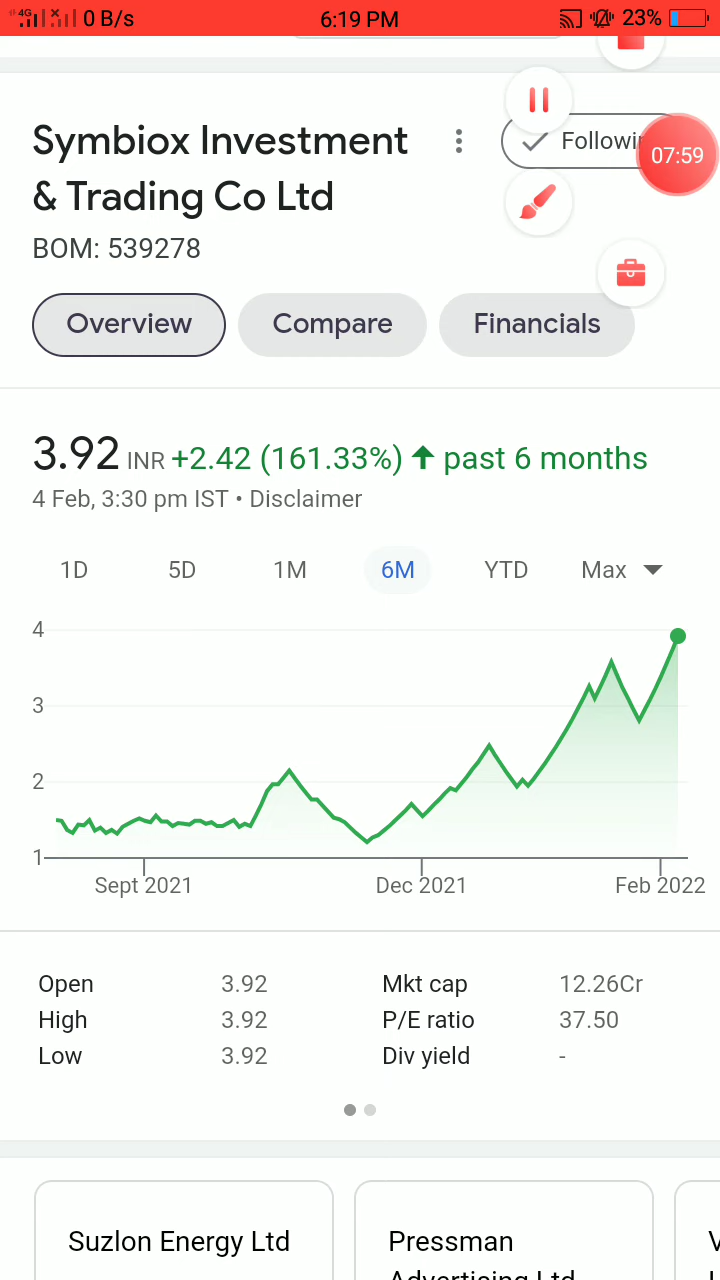 4G 0 B/s 6:19 PM 23%
Symbiox Investment
& Trading Co Ltd
BOM: 539278
07:59
Overview Compare Financials
3.92 INR +2.42 (161.33%) past 6 months
4 Feb, 3:30 pm IST • Disclaimer
1D 5D 1M 6M YTD Max
4
3
2
1
Sept 2021 Dec 2021 Feb 2022
Open 3.92 Mkt cap 12.26Cr
High 3.92 P/E ratio 37.50
Low 3.92 Div yield -
Suzlon Energy Ltd Pressman